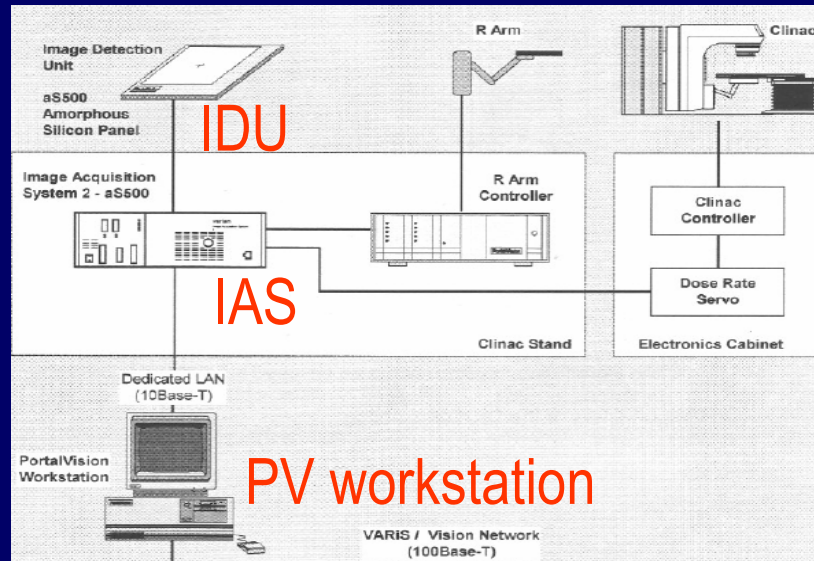 Image Detection
Unit
aS500
Amorphous
Silicon Panel
IDU
R Arm
Clinac
Image Acquisition
System 2 - aS500
R Arm
Controller
Clinac
Controller
IAS
Dose Rate
Servo
Clinac Stand
Electronics Cabinet
Dedicated LAN
(10Base-T)
PortalVision
Workstation
PV workstation
VARiS / Vision Network
(100Base-T)